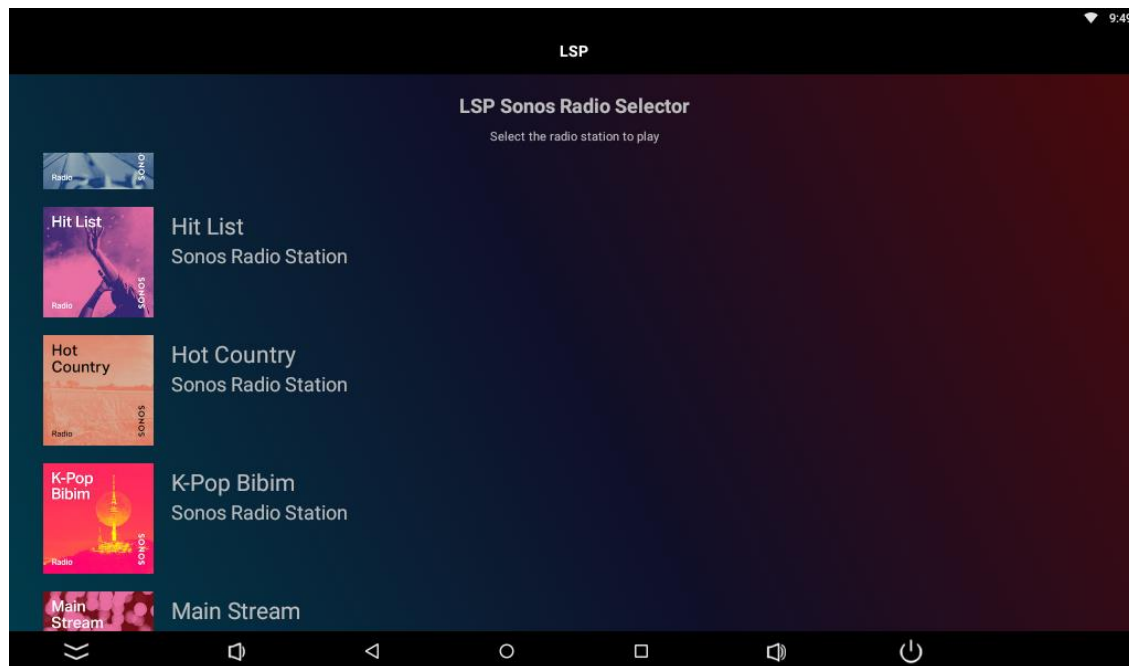 9:49
LSP
LSP Sonos Radio Selector
Select the radio station to play
Radio
SONOS
Hit List
Radio
SONOS
Hit List
Sonos Radio Station
Hot
Country
Radio
SONOS
Hot Country
Sonos Radio Station
K-Pop
Bibim
Radio
SONOS
K-Pop Bibim
Sonos Radio Station
Main
Stream
Main Stream